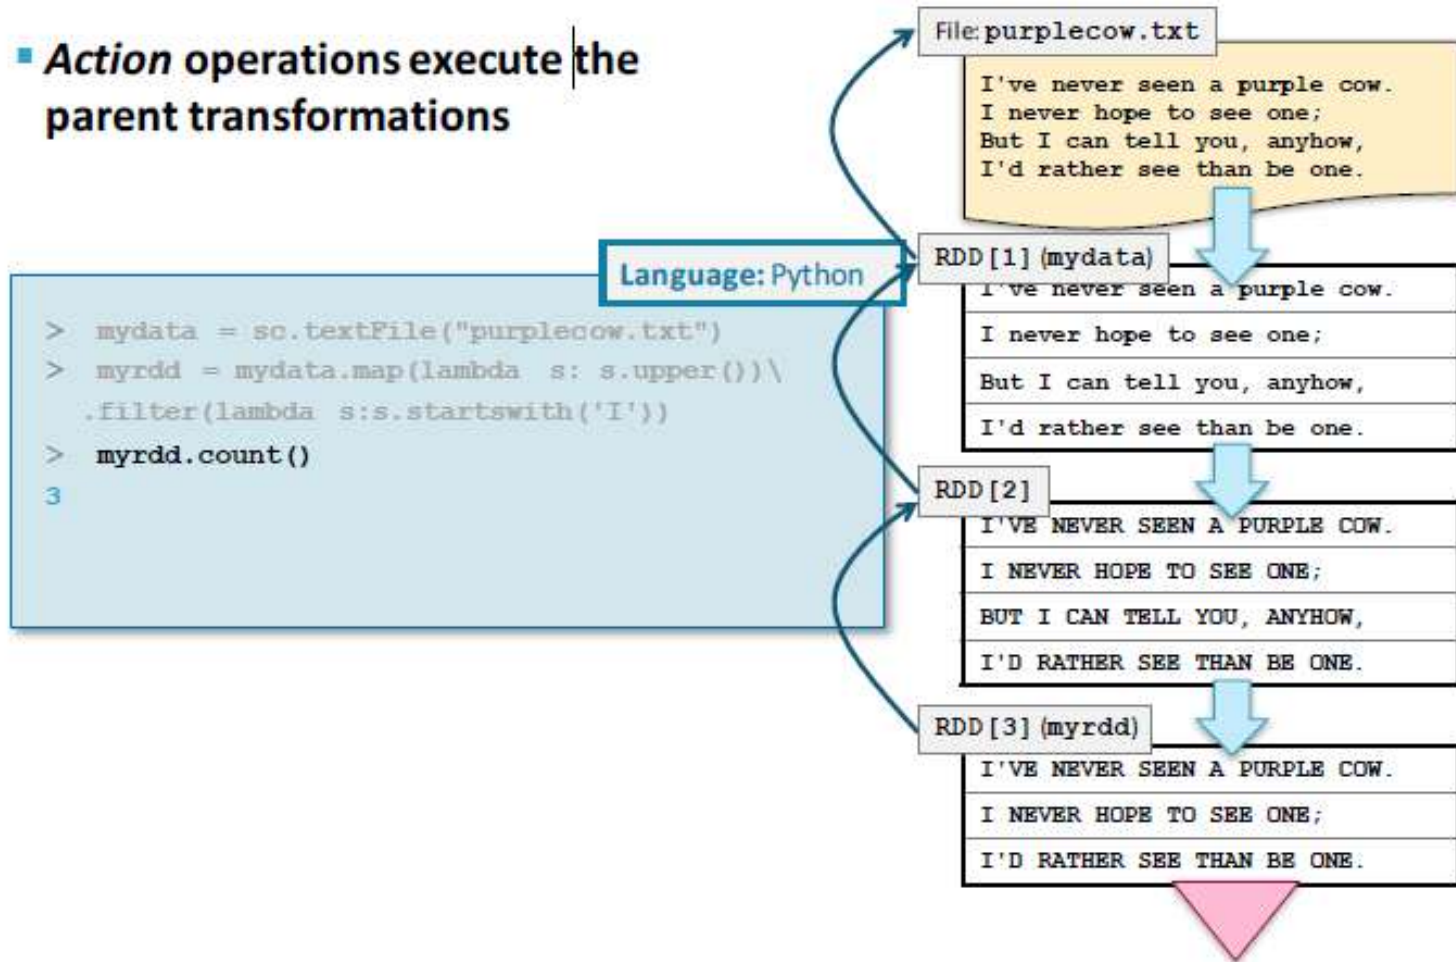 Action operations execute the
parent transformations
Language: Python
> mydata = sc.textFile("purplecow.txt")
> myrdd = mydata.map(lambda s: s.upper())\
.filter(lambda s:s.startswith('I'))
> myrdd.count()
3
File: purplecow.txt
I've never seen a purple cow.
I never hope to see one;
But I can tell you, anyhow,
I'd rather see than be one.
RDD[1] (mydata)
I've never seen a purple cow.
I never hope to see one;
But I can tell you, anyhow,
I'd rather see than be one.
RDD[2]
I'VE NEVER SEEN A PURPLE COW.
I NEVER HOPE TO SEE ONE;
BUT I CAN TELL YOU, ANYHOW,
I'D RATHER SEE THAN BE ONE.
RDD[3] (myrdd)
I'VE NEVER SEEN A PURPLE COW.
I NEVER HOPE TO SEE ONE;
I'D RATHER SEE THAN BE ONE.